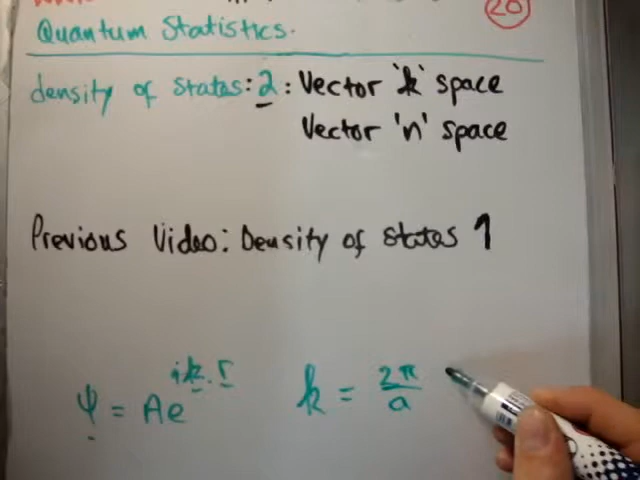 20
Quantum Statistics.
density of states: 2: Vector 'k' space
Vector 'n' space
Previous Video: Density of states 1
ψ = Ae^{ik.r} k = 2π/a